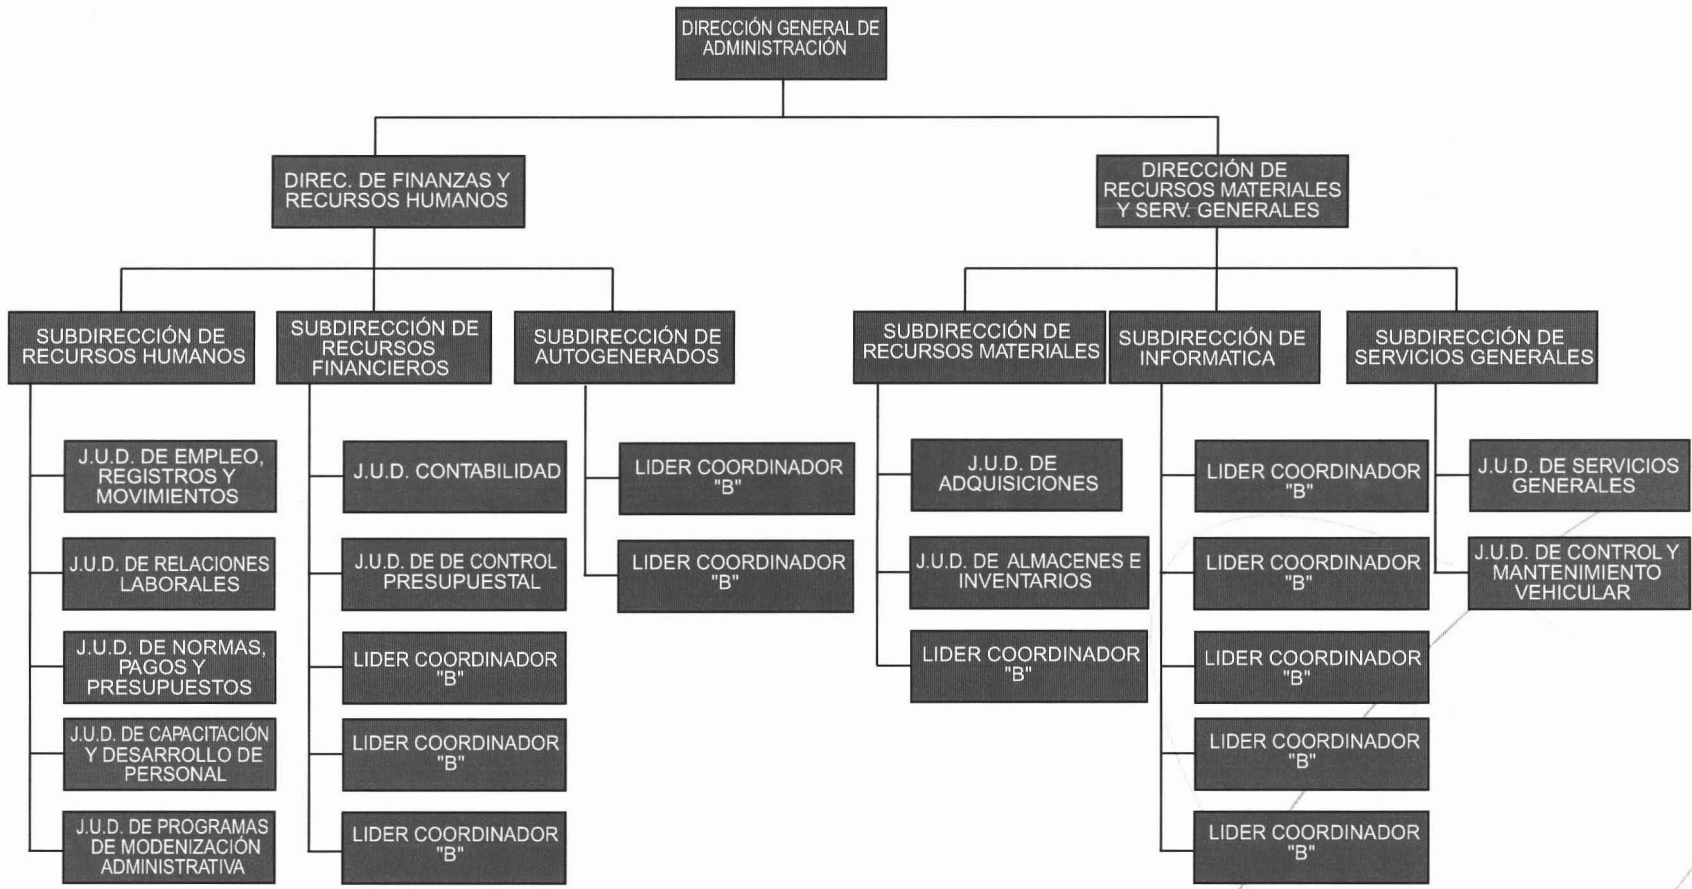 DIRECCIÓN GENERAL DE
ADMINISTRACIÓN
DIREC. DE FINANZAS Y
RECURSOS HUMANOS
DIRECCIÓN DE
RECURSOS MATERIALES
Y SERV. GENERALES
SUBDIRECCIÓN DE
RECURSOS HUMANOS
SUBDIRECCIÓN DE
RECURSOS
FINANCIEROS
SUBDIRECCIÓN DE
AUTOGENERADOS
SUBDIRECCIÓN DE
RECURSOS MATERIALES
SUBDIRECCIÓN DE
INFORMATICA
SUBDIRECCIÓN DE
SERVICIOS GENERALES
J.U.D. DE EMPLEO,
REGISTROS Y
MOVIMIENTOS
J.U.D. DE RELACIONES
LABORALES
J.U.D. DE NORMAS,
PAGOS Y
PRESUPUESTOS
J.U.D. DE CAPACITACIÓN
Y DESARROLLO DE
PERSONAL
J.U.D. DE PROGRAMAS
DE MODENIZACIÓN
ADMINISTRATIVA
J.U.D. CONTABILIDAD
J.U.D. DE DE CONTROL
PRESUPUESTAL
LIDER COORDINADOR
"B"
LIDER COORDINADOR
"B"
LIDER COORDINADOR
"B"
LIDER COORDINADOR
"B"
LIDER COORDINADOR
"B"
J.U.D. DE
ADQUISICIONES
J.U.D. DE ALMACENES E
INVENTARIOS
LIDER COORDINADOR
"B"
LIDER COORDINADOR
"B"
LIDER COORDINADOR
"B"
LIDER COORDINADOR
"B"
LIDER COORDINADOR
"B"
LIDER COORDINADOR
"B"
J.U.D. DE SERVICIOS
GENERALES
J.U.D. DE CONTROL Y
MANTENIMIENTO
VEHICULAR